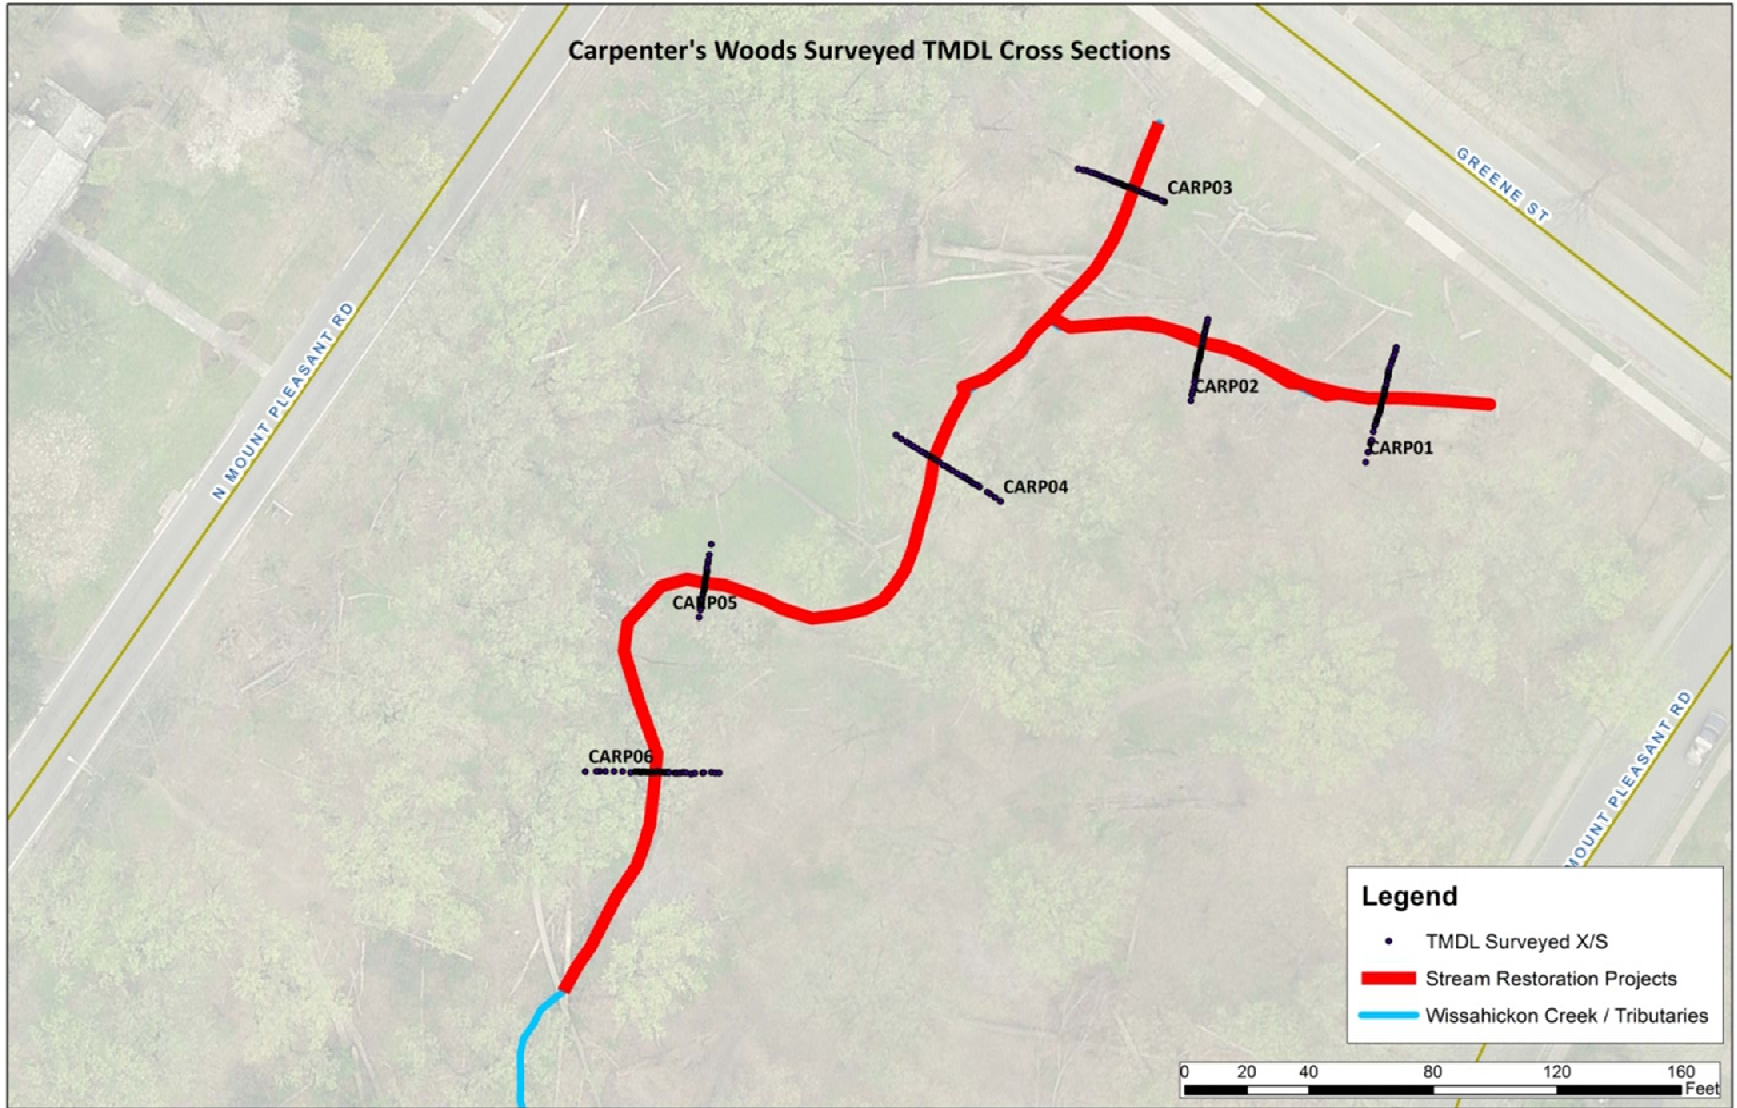 Carpenter's Woods Surveyed TMDL Cross Sections
GREENE ST
CARP03
N MOUNT PLEASANT RD
CARP02
CARP01
CARP04
CARP05
CARP06
MOUNT PLEASANT RD
Legend
TMDL Surveyed X/S
Stream Restoration Projects
Wissahickon Creek / Tributaries
0 20 40 80 120 160
Feet